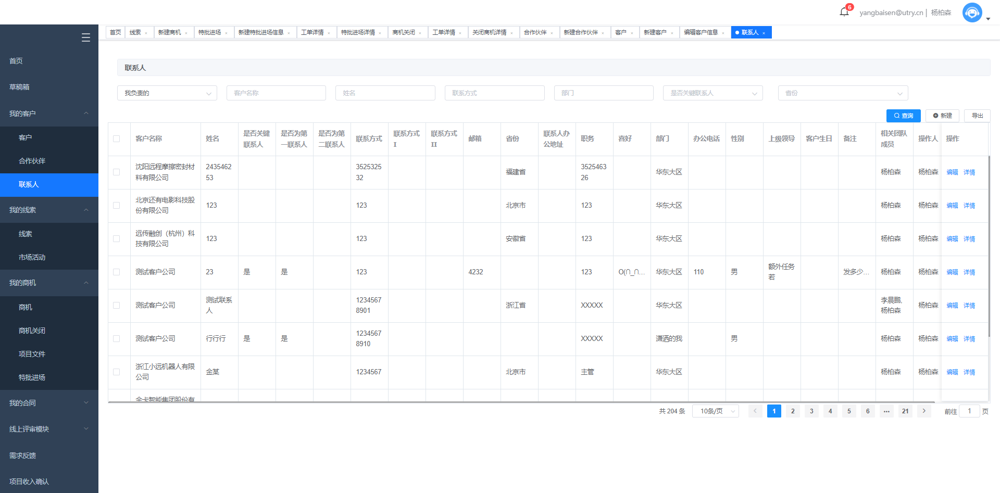 6
yangbaisen@utry.cn | 杨柏森
首页 线索 × 新建商机 × 特批进场 × 新建特批进场信息 × 工单详情 × 特批进场详情 × 商机关闭 × 工单详情 × 关闭商机详情 × 合作伙伴 × 新建合作伙伴 × 客户 × 新建客户 × 编辑客户信息 × 联系人 ×
首页
草稿箱
我的客户
客户
合作伙伴
联系人
我的线索
线索
市场活动
我的商机
商机
商机关闭
项目文件
特批进场
我的合同
线上评审模块
需求反馈
项目收入确认
联系人
我负责的 客户名称 姓名 联系方式 部门 是否关键联系人 省份
查询 新建 导出
客户名称 姓名 是否关键联系人 是否为第一联系人 是否为第二联系人 联系方式 联系方式I 联系方式II 邮箱 省份 联系人办公地址 职务 喜好 部门 办公电话 性别 上级领导 客户生日 备注 相关团队成员 操作人 操作
沈阳远程摩擦密封材料有限公司 243546253 352532532 福建省 352546326 华东大区 杨柏森 杨柏森 编辑 详情
北京还有电影科技股份有限公司 123 123 北京市 123 华东大区 杨柏森 杨柏森 编辑 详情
远传融创（杭州）科技有限公司 123 123 安徽省 123 华东大区 杨柏森 杨柏森 编辑 详情
测试客户公司 23 是 是 123 4232 123 O(∩_∩... 华东大区 110 男 额外任务若 发多少... 杨柏森 杨柏森 编辑 详情
测试客户公司 测试联系人 12345678901 浙江省 XXXXX 华东大区 李晨鹏,杨柏森 杨柏森 编辑 详情
测试客户公司 行行行 是 是 12345678910 XXXXX 潇洒的我 男 杨柏森 杨柏森 编辑 详情
浙江小远机器人有限公司 金某 1234567 北京市 主管 华东大区 杨柏森 杨柏森 编辑 详情
金卡智能集团股份有
共 204 条 10条/页 1 2 3 4 5 6 ... 21 前往 1 页